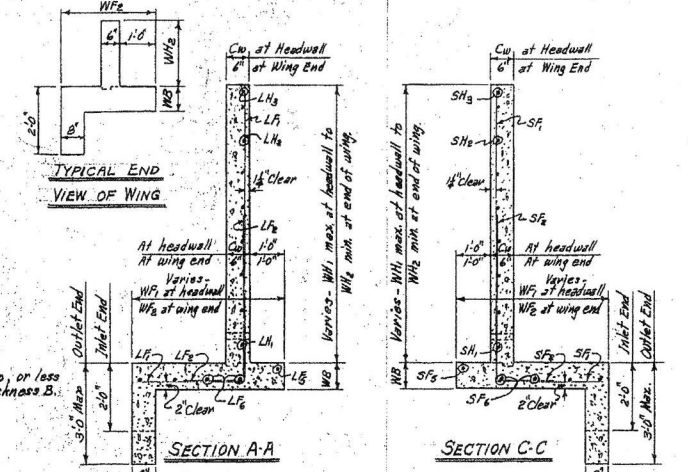 WF2
6"
1'-0"
WH2
WB
2'-0"
8"
TYPICAL END
VIEW OF WING
Cw at Headwall
6" at Wing End
LH3
LF1
LH2
1½" Clear
LF2
Varies - WH1 max. at headwall to
WH2 min. at end of wing.
At headwall Cw 1'-0"
At wing end 6" 1'-0"
Varies-
WF1 at headwall
WF2 at wing end
LH1
Outlet End
Inlet End
LF1
LF2
LF5
WB
2" Clear
LF6
2'-0"
3'-0" Max
or less
B.
SECTION A-A
Cw at Headwall
6" at Wing End
SH3
SF1
SH2
1½" Clear
SF2
Varies - WH1 max. at headwall to
WH2 min. at end of wing.
1'-0" Cw At headwall
1'-0" 6" At wing end
Varies-
WF1 at headwall
WF2 at wing end
SH1
Inlet End
Outlet End
SF2
SF1
SF5
WB
SF6
2" Clear
2'-0"
3'-0" Max.
SECTION C-C